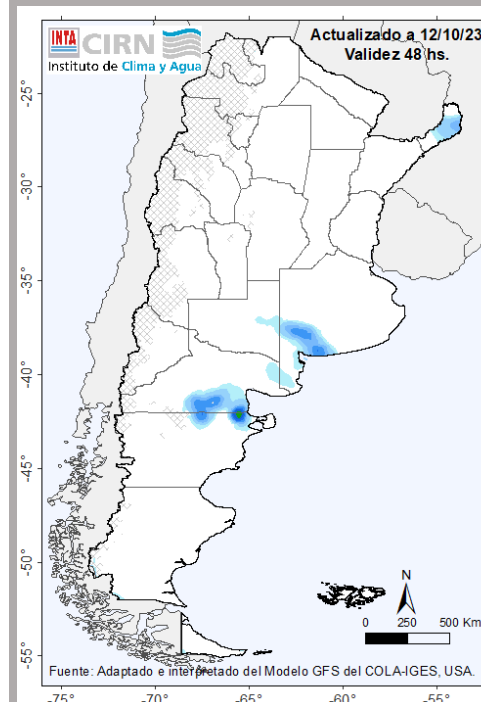 INTA CIRN
Instituto de Clima y Agua
Actualizado a 12/10/23
Validez 48 hs.
-25°
-30°
-35°
-40°
-45°
-50°
-55°
N
0 250 500 Km
Fuente: Adaptado e interpretado del Modelo GFS del COLA-IGES, USA.
-75° -70° -65° -60° -55°